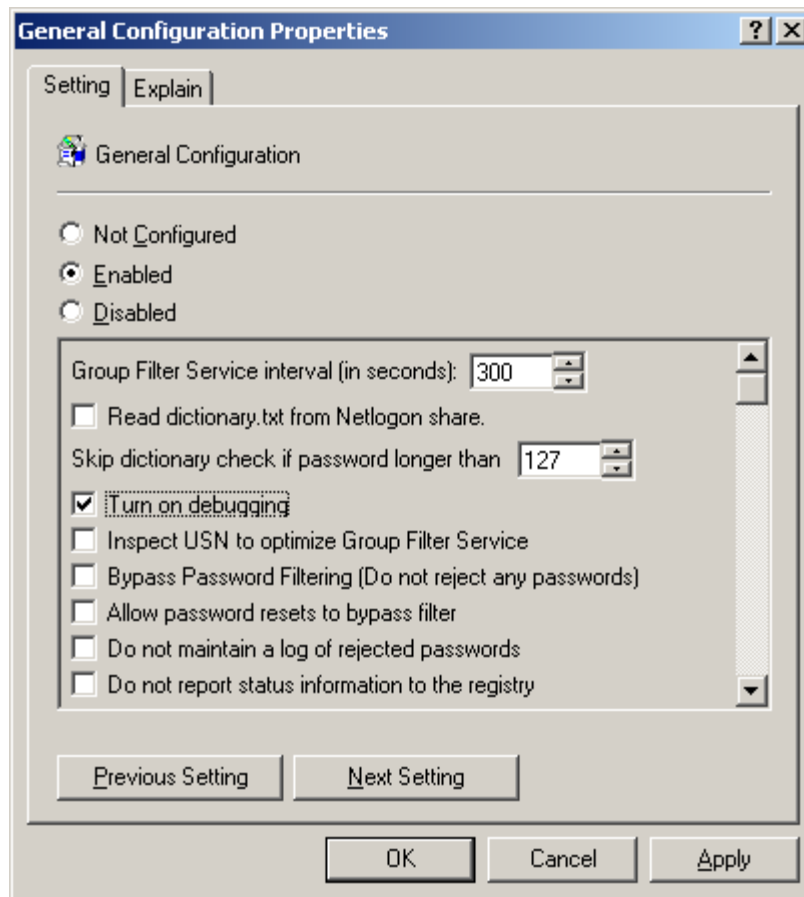 General Configuration Properties
Setting Explain
General Configuration
Not Configured
Enabled
Disabled
Group Filter Service interval (in seconds): 300
Read dictionary.txt from Netlogon share.
Skip dictionary check if password longer than 127
Turn on debugging
Inspect USN to optimize Group Filter Service
Bypass Password Filtering (Do not reject any passwords)
Allow password resets to bypass filter
Do not maintain a log of rejected passwords
Do not report status information to the registry
Previous Setting Next Setting
OK Cancel Apply